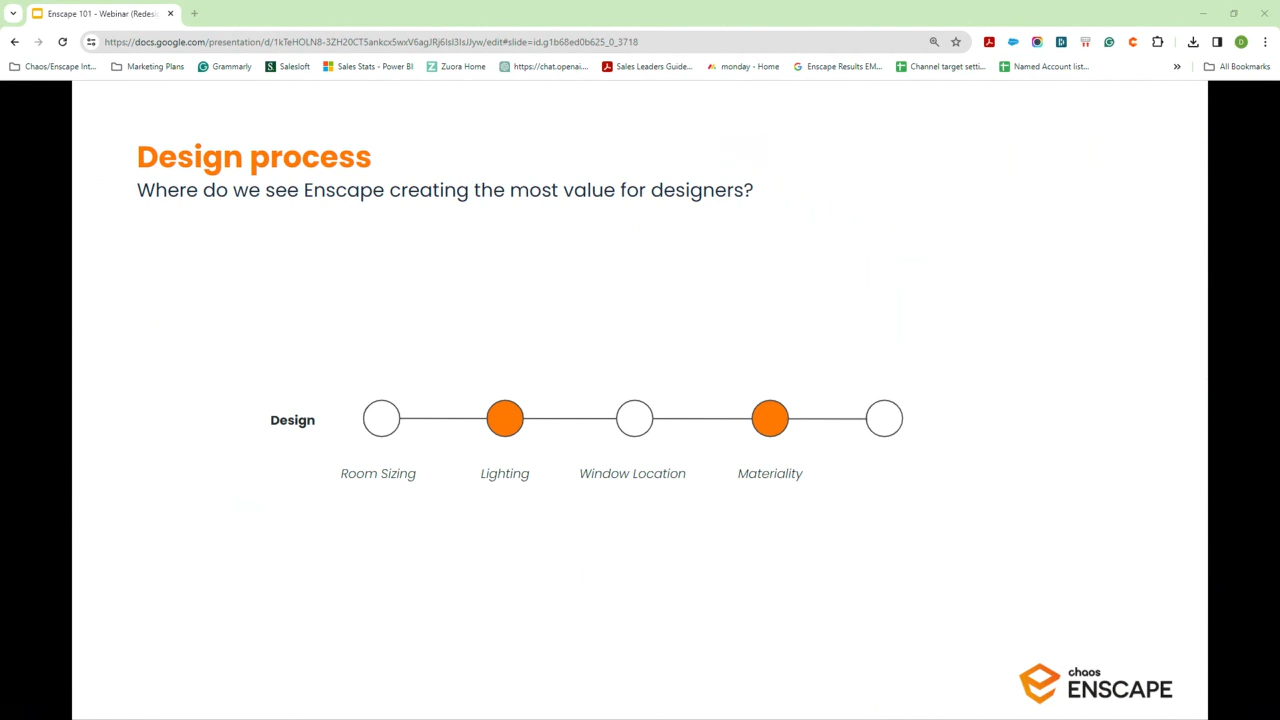 Enscape 101 - Webinar (Redesi
https://docs.google.com/presentation/d/1kTeHOLN8-3ZH20CT5ankcx5wxV6agJRj6lsl3lsJJyw/edit#slide=id.g1b68ed0b625_0_3718
D
Chaos/Enscape Int...
Marketing Plans
Grammarly
Salesloft
Sales Stats - Power BI
Zuora Home
https://chat.openai....
Sales Leaders Guide...
monday - Home
Enscape Results EM...
Channel target setti...
Named Account list...
All Bookmarks
Design process
Where do we see Enscape creating the most value for designers?
Design
Room Sizing
Lighting
Window Location
Materiality
chaos
ENSCAPE